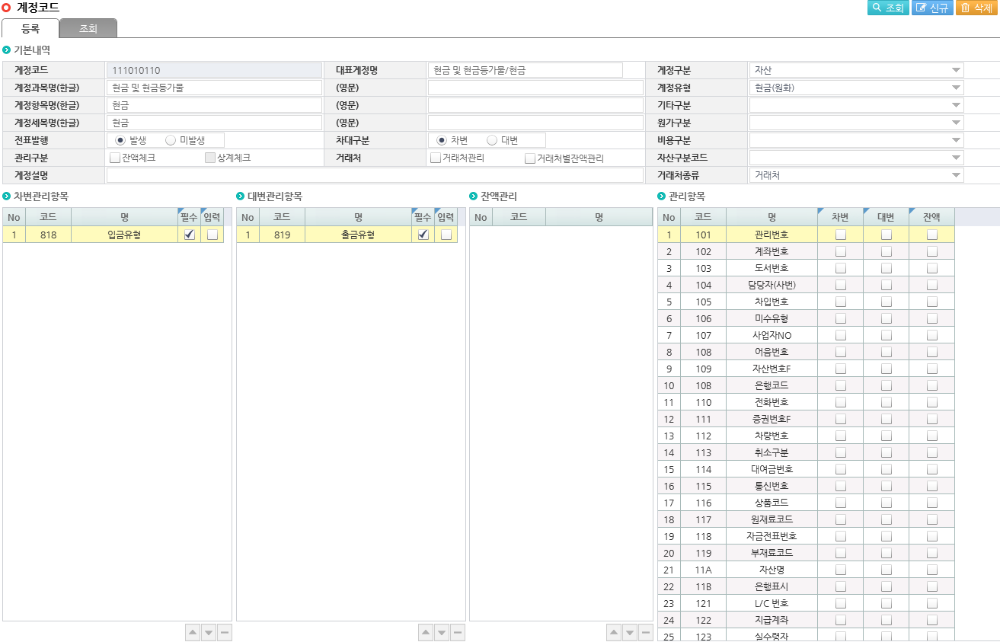 계정코드
조회 신규 삭제
등록 조회
기본내역
계정코드 111010110 대표계정명 현금 및 현금등가물/현금 계정구분 자산
계정과목명(한글) 현금 및 현금등가물 (영문) 계정유형 현금(원화)
계정항목명(한글) 현금 (영문) 기타구분
계정세목명(한글) 현금 (영문) 원가구분
전표발행 발생 미발생 차대구분 차변 대변 비용구분
관리구분 잔액체크 상계체크 거래처 거래처관리 거래처별잔액관리 자산구분코드
계정설명 거래처종류 거래처
차변관리항목 대변관리항목 잔액관리 관리항목
No 코드 명 필수 입력 No 코드 명 필수 입력 No 코드 명 No 코드 명 차변 대변 잔액
1 818 입금유형 1 819 출금유형 1 101 관리번호
2 102 계좌번호
3 103 도서번호
4 104 담당자(사번)
5 105 차입번호
6 106 미수유형
7 107 사업자NO
8 108 어음번호
9 109 자산번호F
10 10B 은행코드
11 110 전화번호
12 111 증권번호F
13 112 차량번호
14 113 취소구분
15 114 대여금번호
16 115 통신번호
17 116 상품코드
18 117 원재료코드
19 118 자금전표번호
20 119 부재료코드
21 11A 자산명
22 11B 은행표시
23 121 L/C 번호
24 122 지급계좌
25 123 실수령자